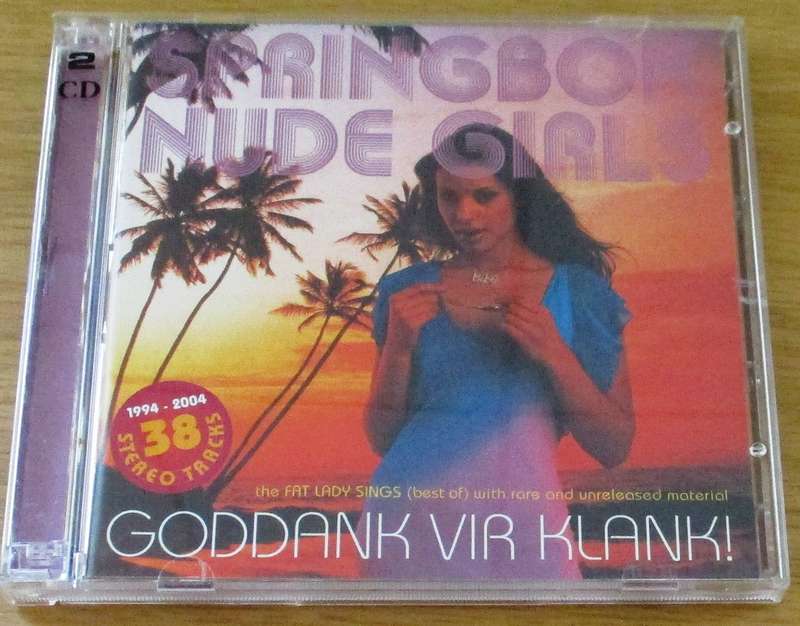 2
CD
SPRINGBOK
NUDE GIRLS
Babe
1994 - 2004
38
STEREO TRACKS
the FAT LADY SINGS (best of) with rare and unreleased material
GODDANK VIR KLANK!